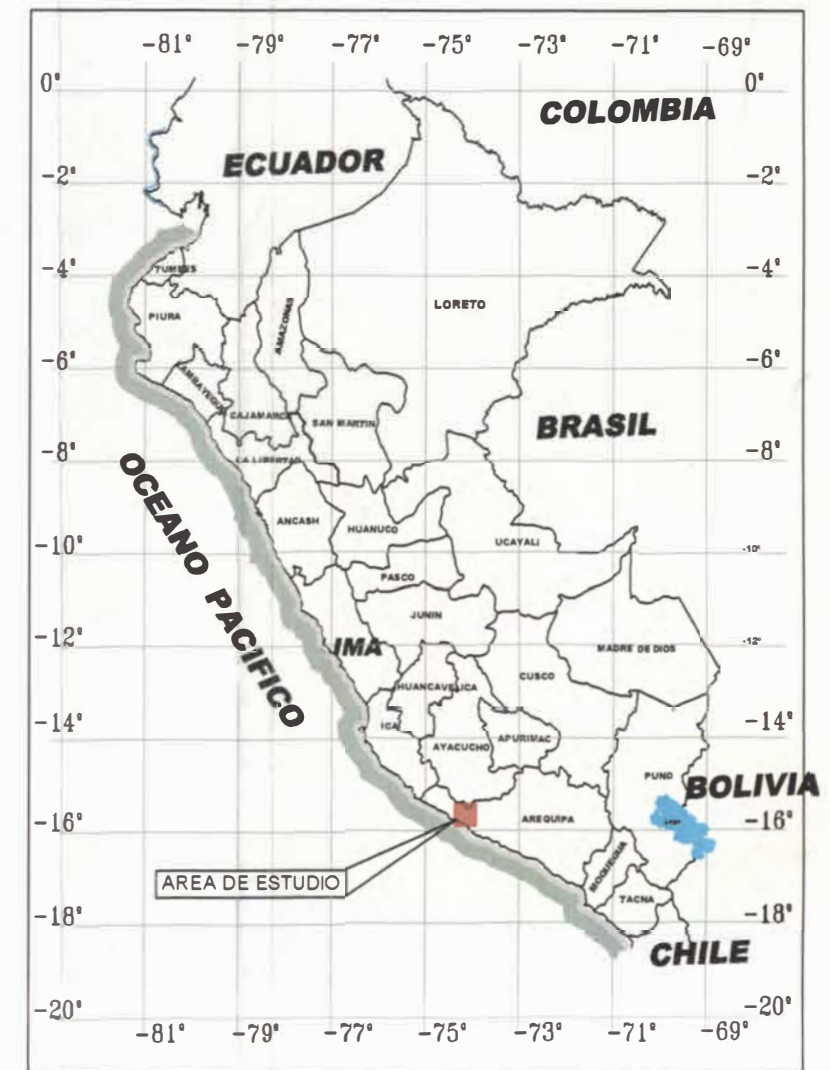 -81° -79° -77° -75° -73° -71° -69°
0° 0°
COLOMBIA
ECUADOR
-2° -2°
-4° -4°
TUMBES
LORETO
PIURA
AMAZONAS
-6° -6°
LAMBAYEQUE
CAJAMARCA
SAN MARTIN
BRASIL
-8° -8°
LA LIBERTAD
OCEANO PACIFICO
ANCASH
HUANUCO
UCAYALI
-10° -10°
PASCO
JUNIN
-12° -12°
IMA
MADRE DE DIOS
CUSCO
HUANCAVELICA
-14° -14°
ICA
APURIMAC
AYACUCHO
PUNO
BOLIVIA
-16° -16°
AREQUIPA
MOQUEGUA
AREA DE ESTUDIO
TACNA
-18° -18°
CHILE
-20° -20°
-81° -79° -77° -75° -73° -71° -69°